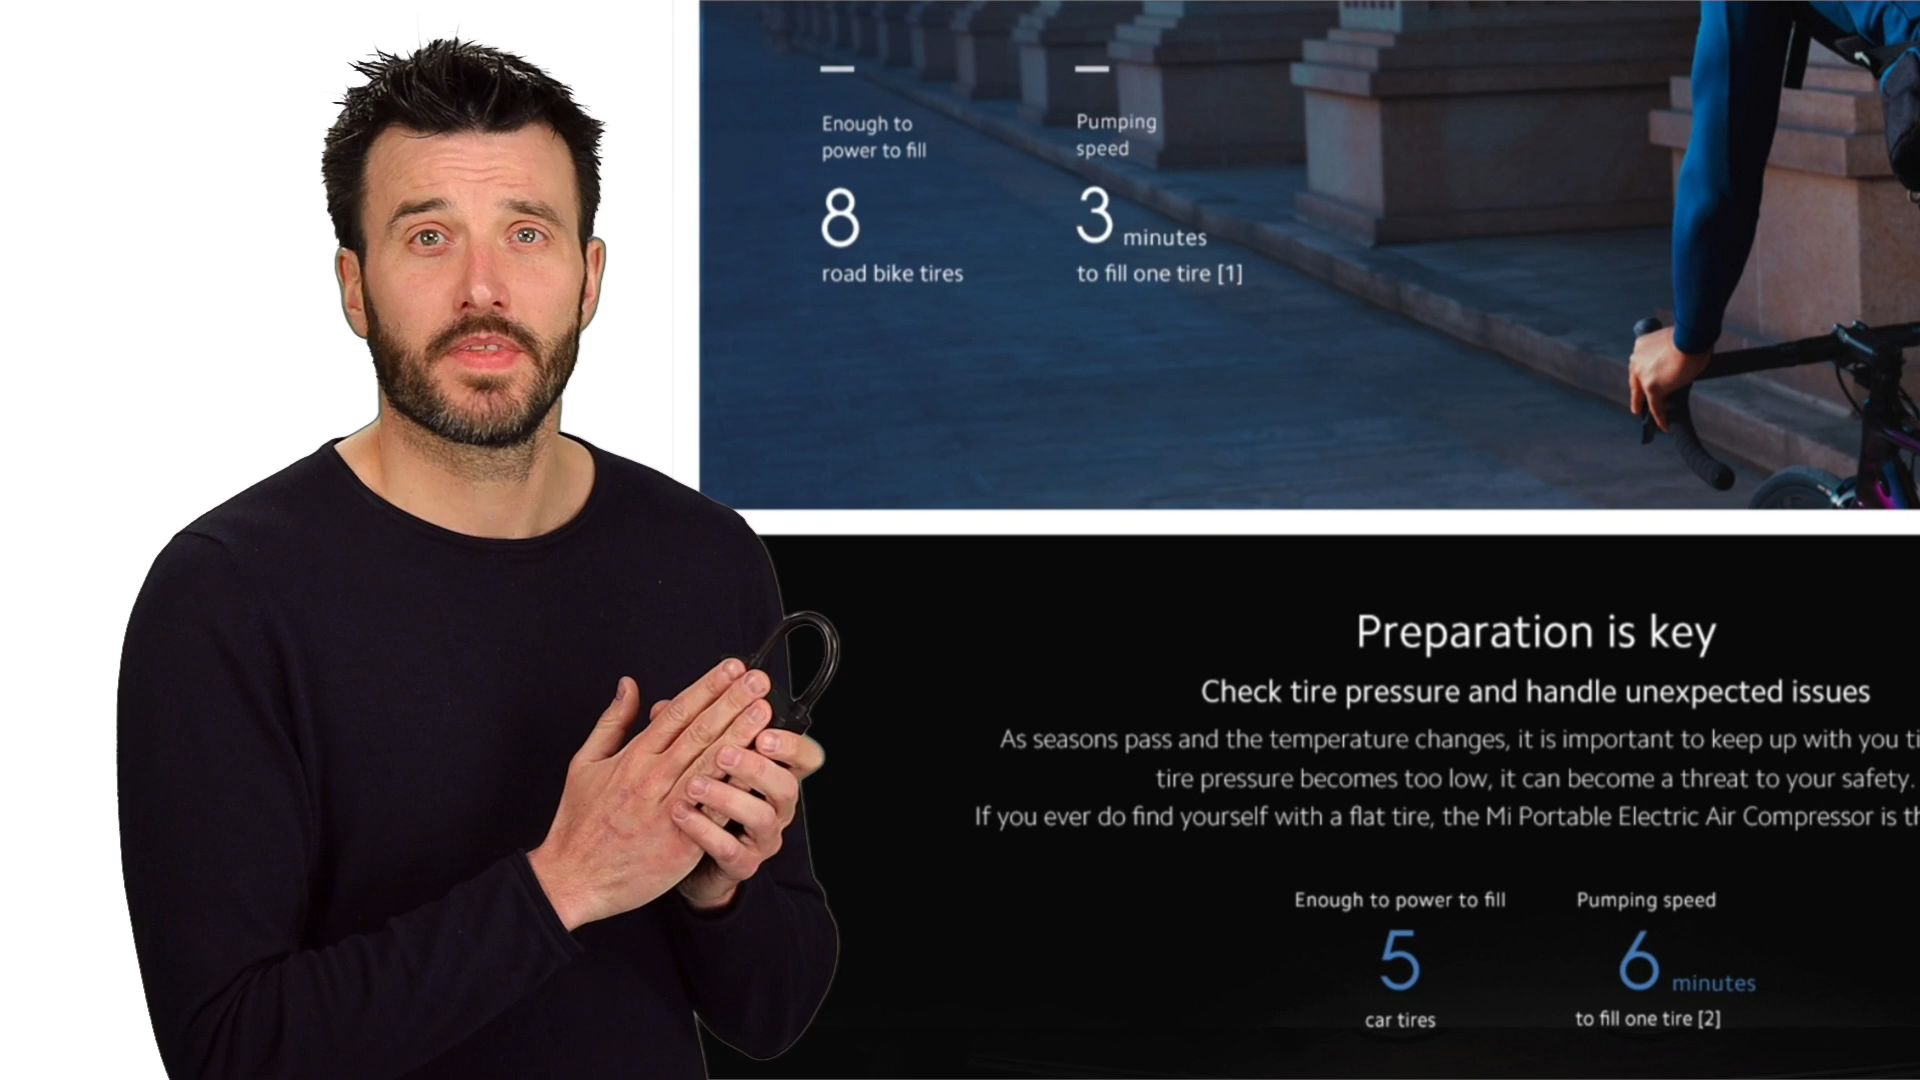 Enough to
power to fill
8
road bike tires
Pumping
speed
3 minutes
to fill one tire [1]
Preparation is key
Check tire pressure and handle unexpected issues
As seasons pass and the temperature changes, it is important to keep up with you
tire pressure becomes too low, it can become a threat to your safety.
If you ever do find yourself with a flat tire, the Mi Portable Electric Air Compressor is
Enough to power to fill
5
car tires
Pumping speed
6 minutes
to fill one tire [2]